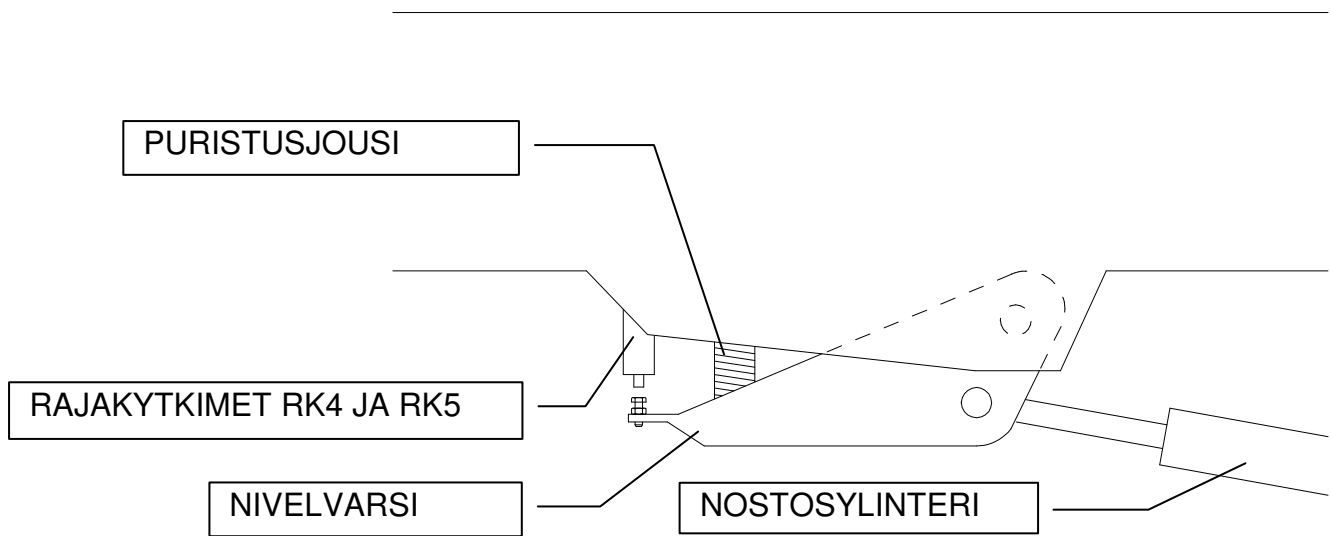 PURISTUSJOUSI
RAJAKYTKIMET RK4 JA RK5
NIVELVARSI
NOSTOSYLINTERI